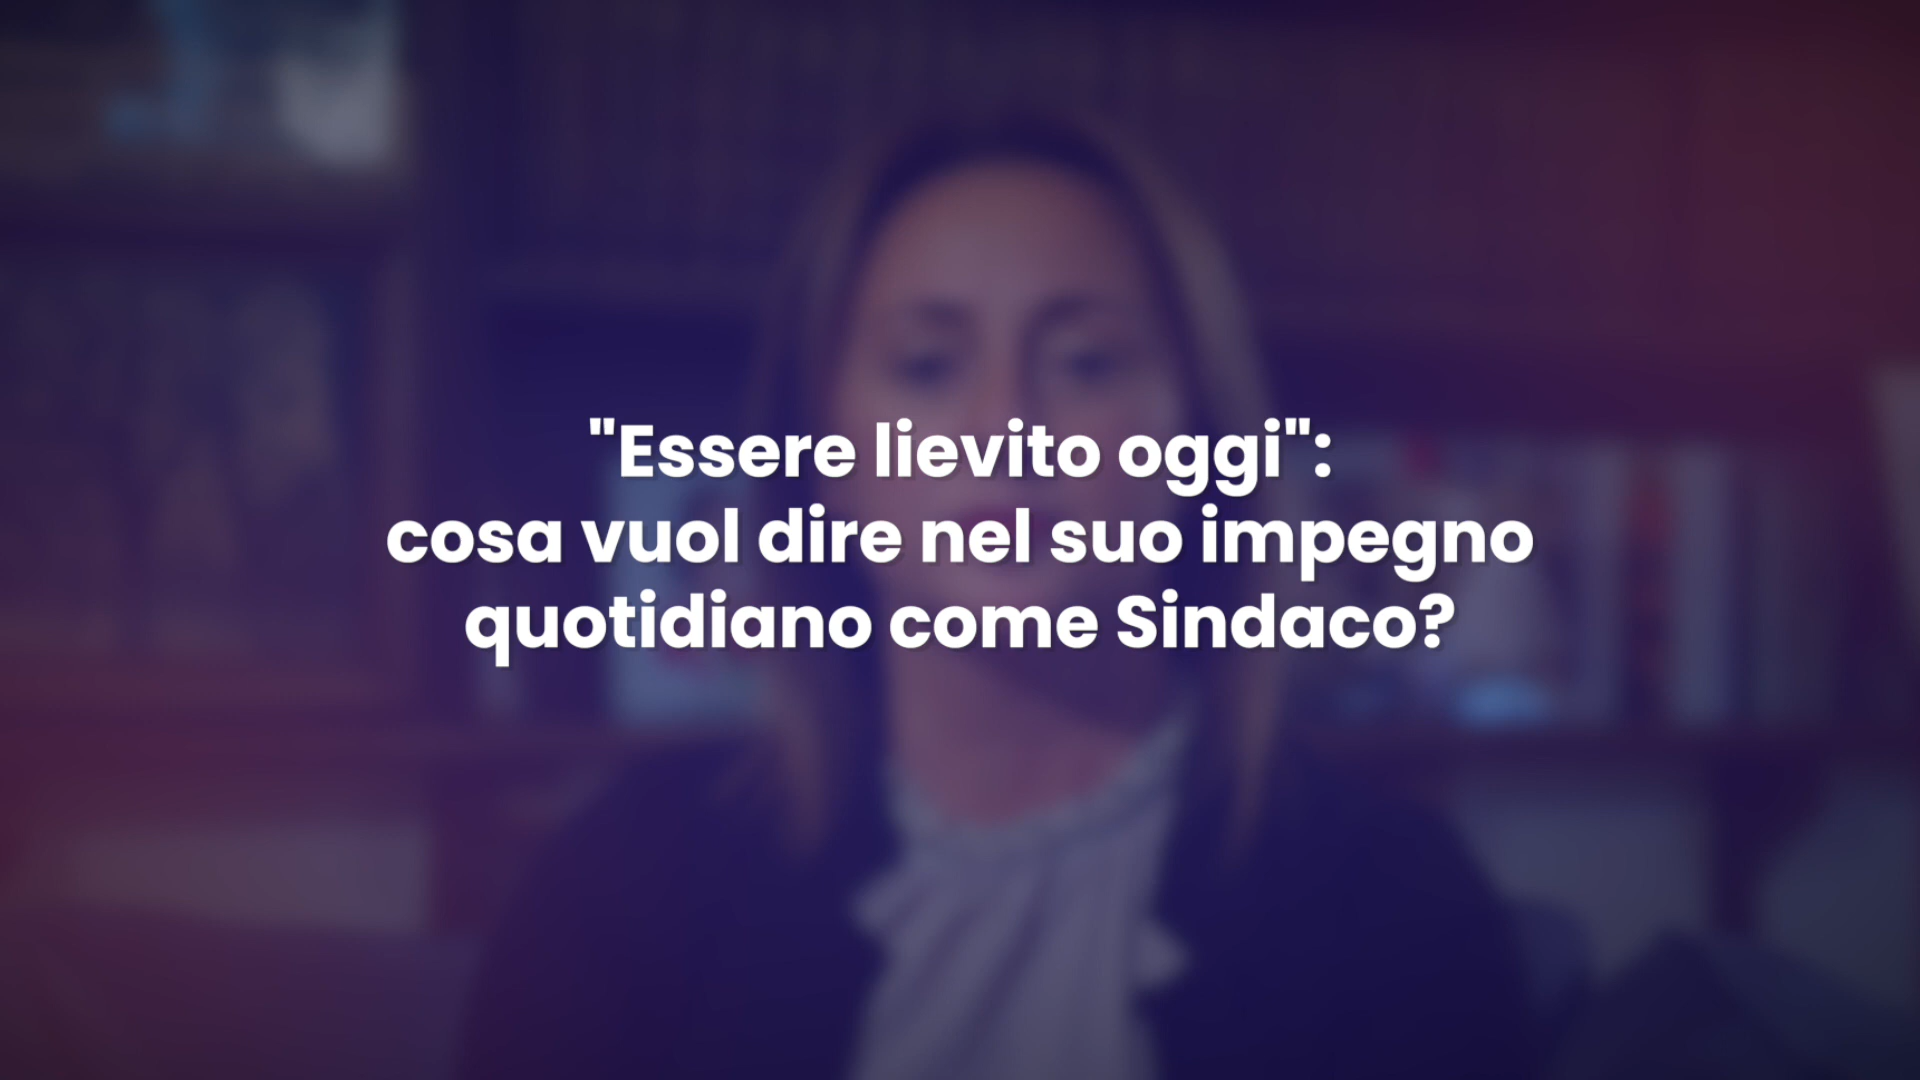 "Essere lievito oggi":
cosa vuol dire nel suo impegno
quotidiano come Sindaco?